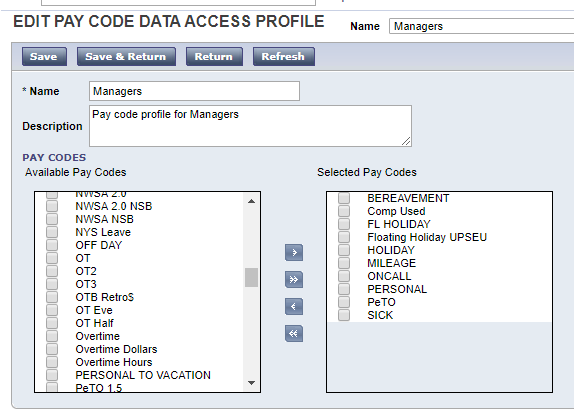 EDIT PAY CODE DATA ACCESS PROFILE
Name Managers
Save Save & Return Return Refresh
* Name Managers
Description Pay code profile for Managers
PAY CODES
Available Pay Codes
NWSA 2.0
NWSA 2.0 NSB
NWSA NSB
NYS Leave
OFF DAY
OT
OT2
OT3
OTB Retro$
OT Eve
OT Half
Overtime
Overtime Dollars
Overtime Hours
PERSONAL TO VACATION
PeTO 1.5
Selected Pay Codes
BEREAVEMENT
Comp Used
FL HOLIDAY
Floating Holiday UPSEU
HOLIDAY
MILEAGE
ONCALL
PERSONAL
PeTO
SICK